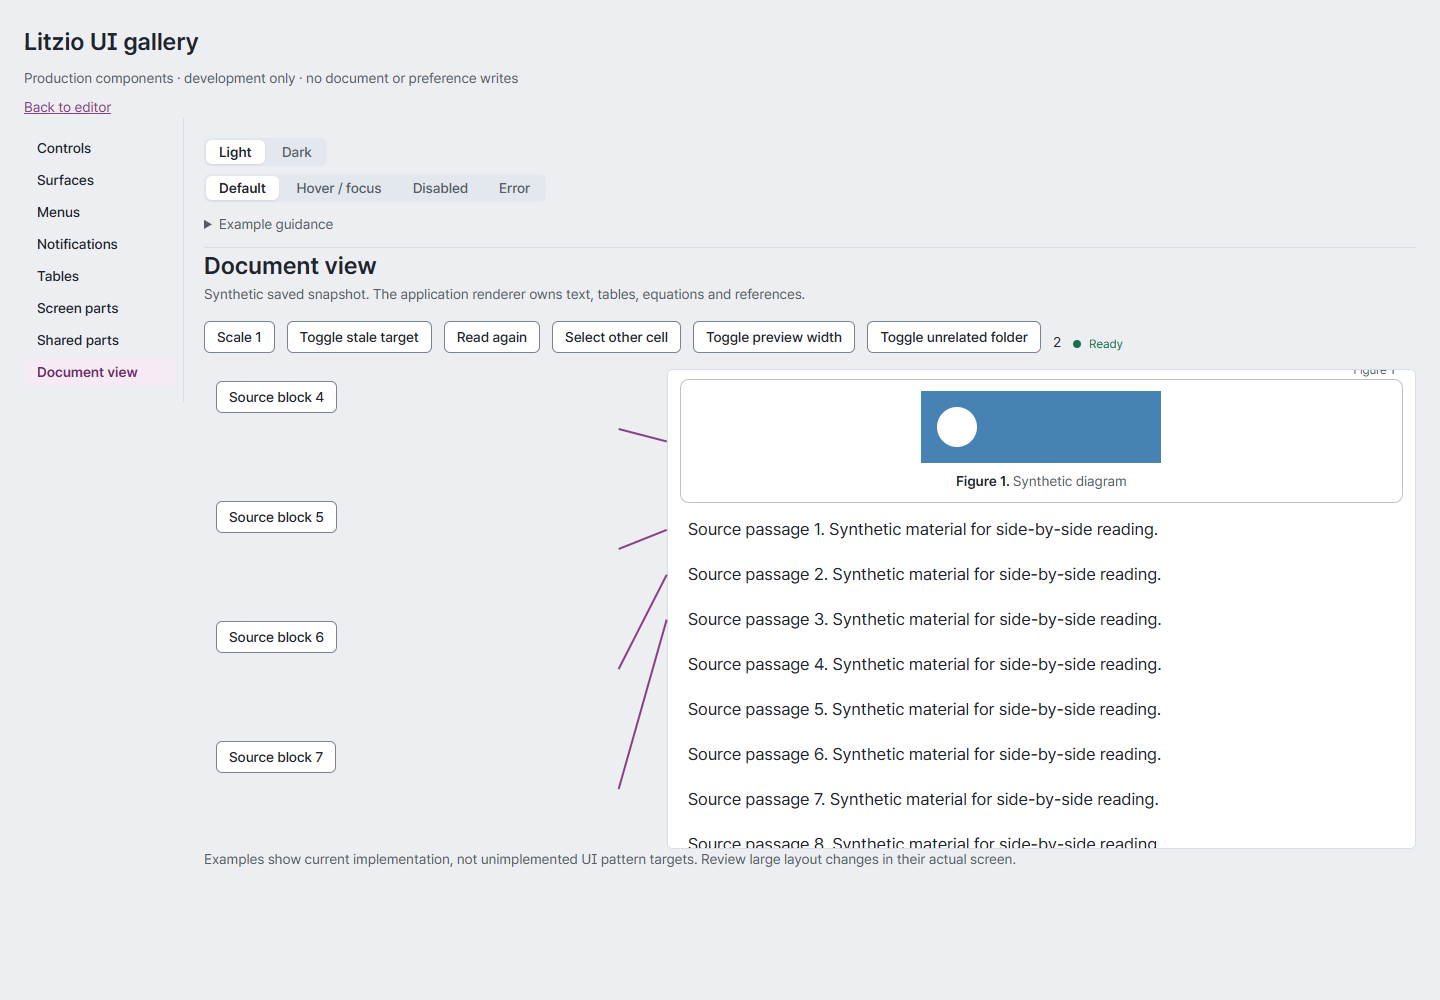 Litzio UI gallery
Production components · development only · no document or preference writes
Back to editor
Controls
Surfaces
Menus
Notifications
Tables
Screen parts
Shared parts
Document view
Light Dark
Default Hover / focus Disabled Error
Example guidance
Document view
Synthetic saved snapshot. The application renderer owns text, tables, equations and references.
Scale 1 Toggle stale target Read again Select other cell Toggle preview width Toggle unrelated folder 2 Ready
Source block 4
Source block 5
Source block 6
Source block 7
Figure 1
Figure 1. Synthetic diagram
Source passage 1. Synthetic material for side-by-side reading.
Source passage 2. Synthetic material for side-by-side reading.
Source passage 3. Synthetic material for side-by-side reading.
Source passage 4. Synthetic material for side-by-side reading.
Source passage 5. Synthetic material for side-by-side reading.
Source passage 6. Synthetic material for side-by-side reading.
Source passage 7. Synthetic material for side-by-side reading.
Source passage 8. Synthetic material for side-by-side reading.
Examples show current implementation, not unimplemented UI pattern targets. Review large layout changes in their actual screen.